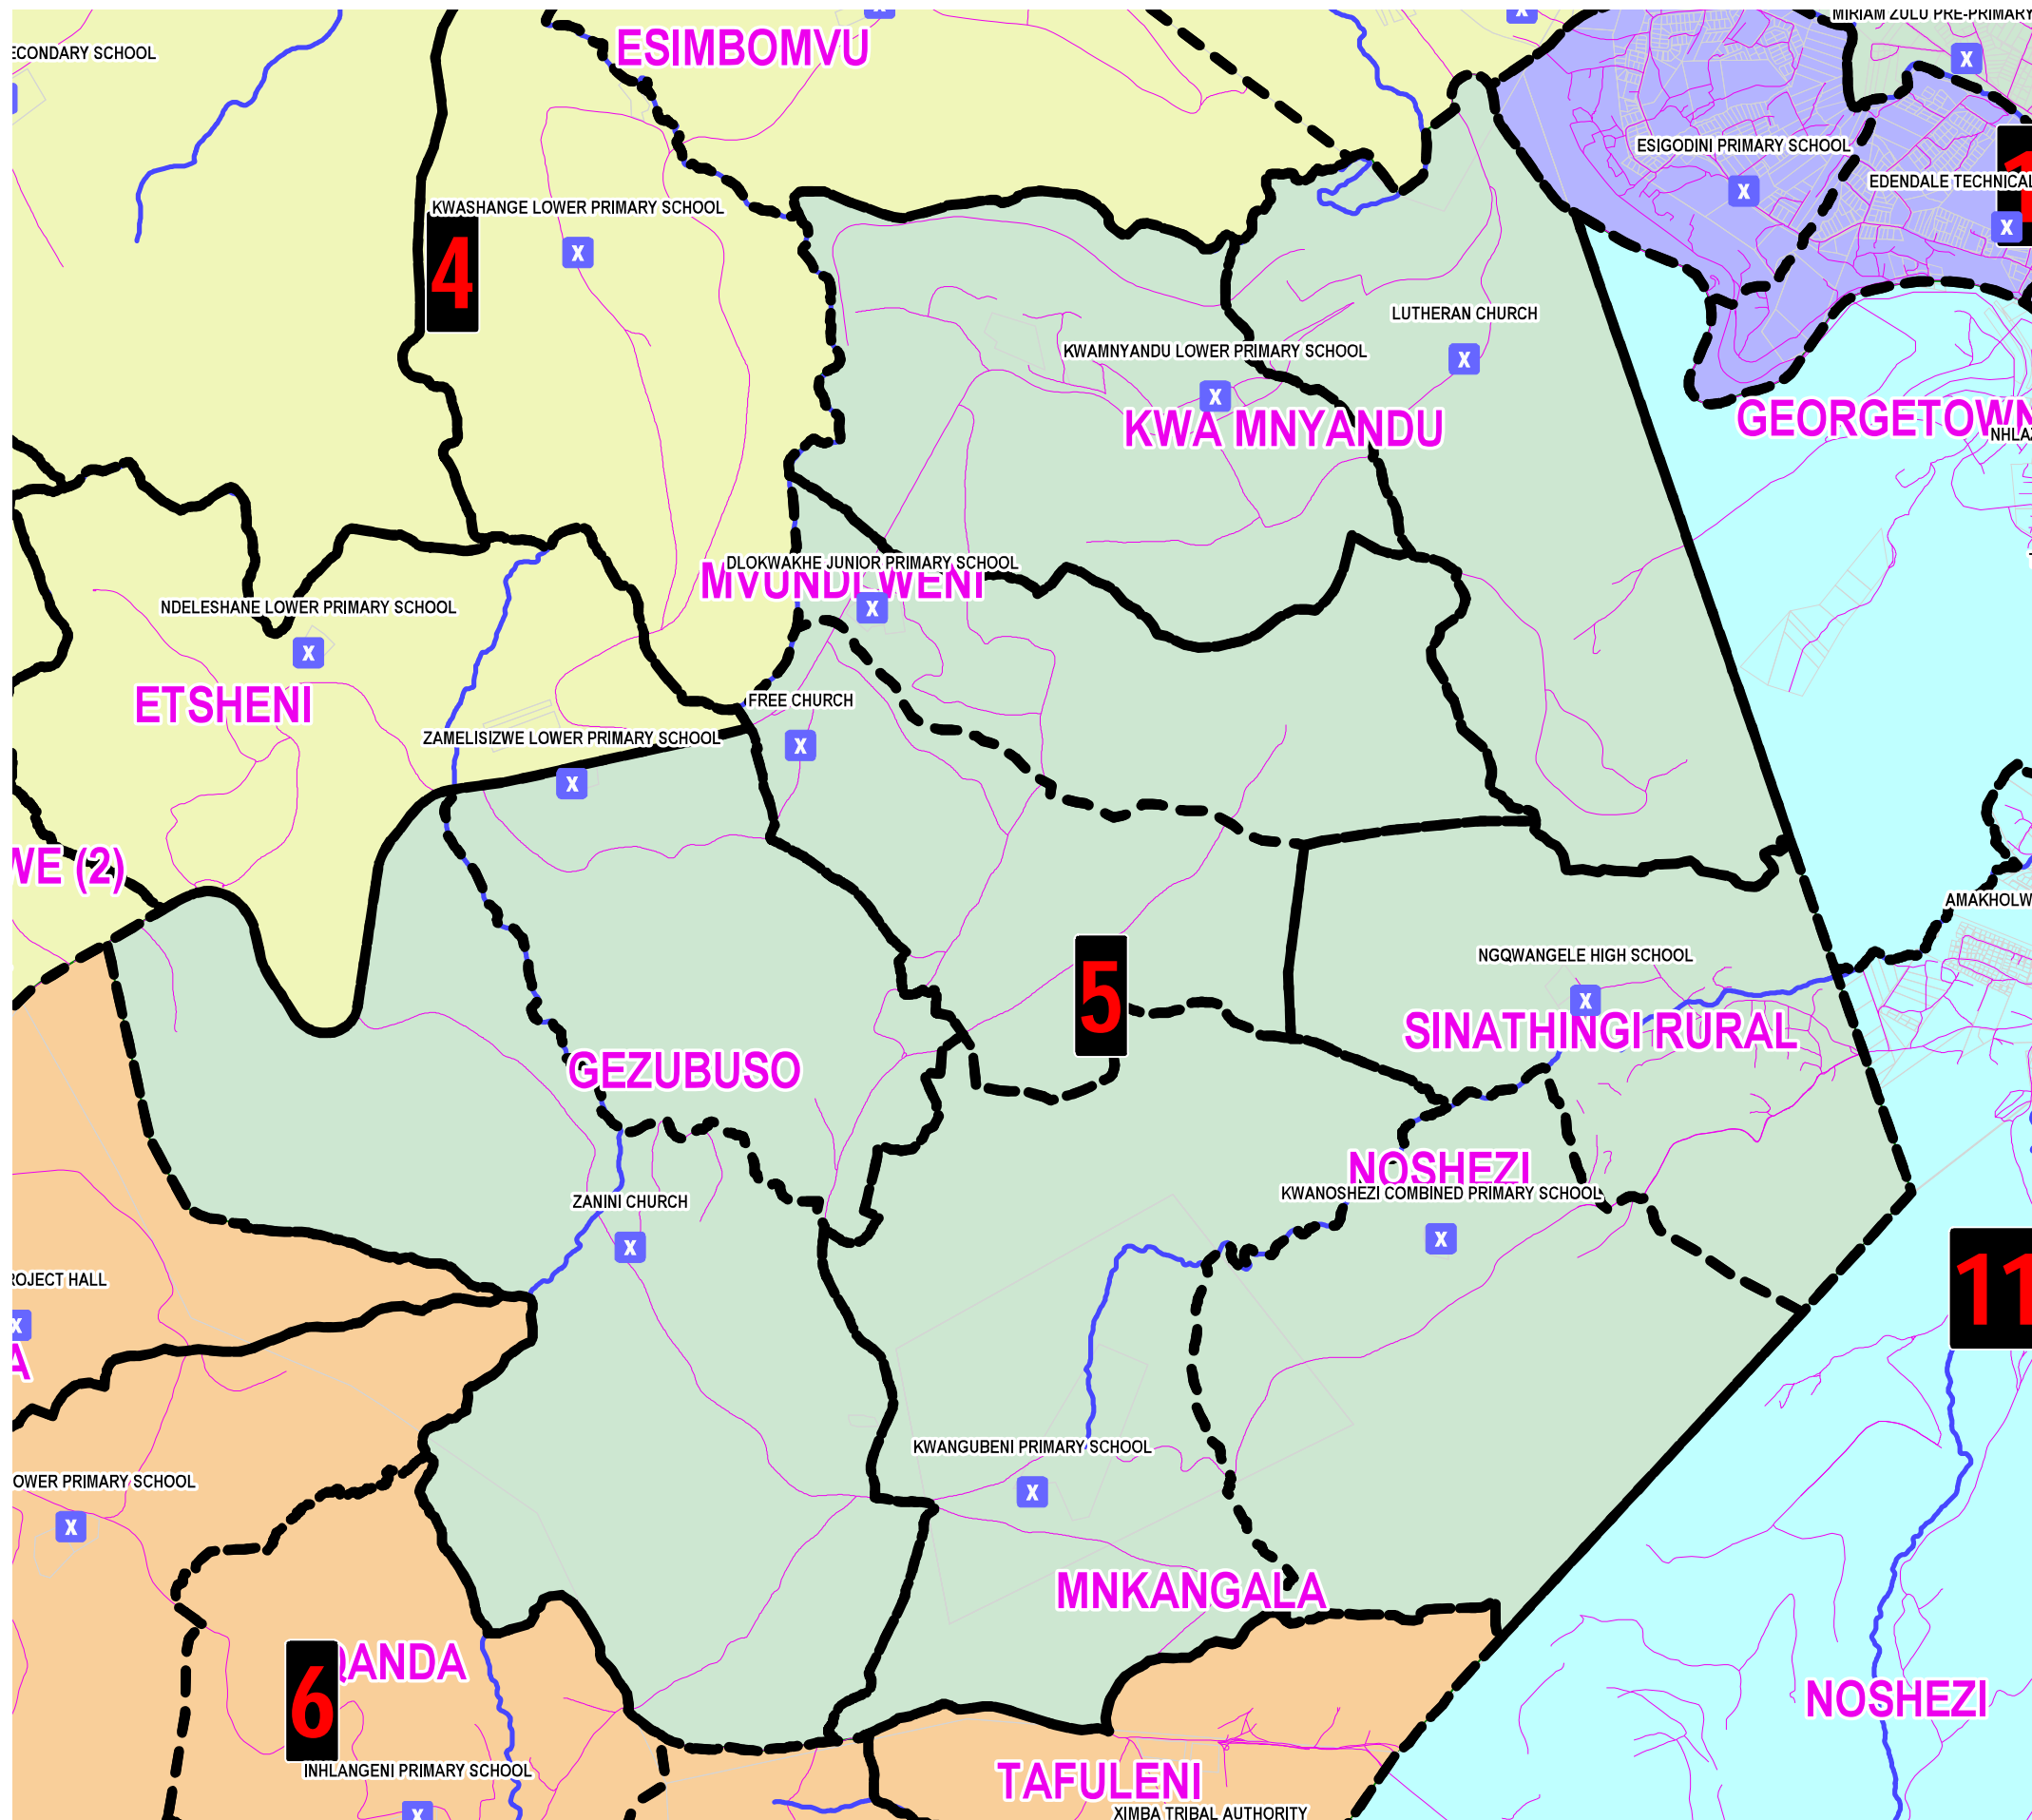 MIRIAM ZULU PRE-PRIMARY
X
X
ESIMBOMVU
ECONDARY SCHOOL
X
ESIGODINI PRIMARY SCHOOL
X
EDENDALE TECHNICAL
1
X
KWASHANGE LOWER PRIMARY SCHOOL
X
4
LUTHERAN CHURCH
X
KWAMNYANDU LOWER PRIMARY SCHOOL
X
KWA MNYANDU
GEORGETOWN
DLOKWAKHE JUNIOR PRIMARY SCHOOL
MVUNDLWENI
X
NDELESHANE LOWER PRIMARY SCHOOL
X
ETSHENI
FREE CHURCH
X
ZAMELISIZWE LOWER PRIMARY SCHOOL
X
WE (2)
AMAKHOLW
NGQWANGELE HIGH SCHOOL
X
5
SINATHINGI RURAL
GEZUBUSO
NOSHEZI
KWANOSHEZI COMBINED PRIMARY SCHOOL
X
ZANINI CHURCH
X
ROJECT HALL
X
A
11
KWANGUBENI PRIMARY SCHOOL
X
OWER PRIMARY SCHOOL
X
MNKANGALA
QANDA
6
NOSHEZI
INHLANGENI PRIMARY SCHOOL
X
TAFULENI
XIMBA TRIBAL AUTHORITY